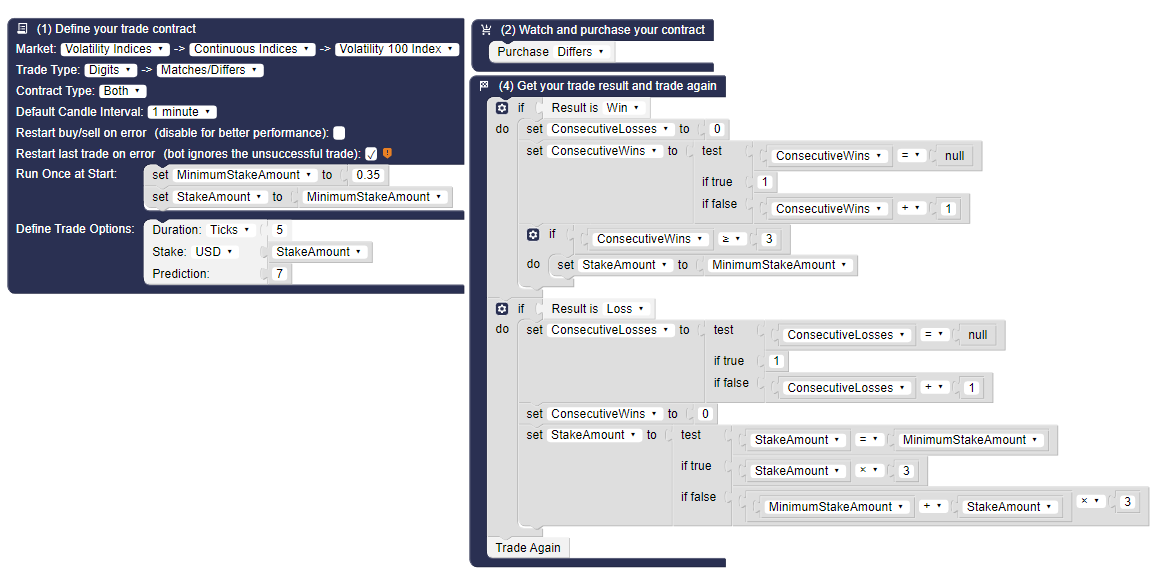 (1) Define your trade contract
Market: Volatility Indices -> Continuous Indices -> Volatility 100 Index
Trade Type: Digits -> Matches/Differs
Contract Type: Both
Default Candle Interval: 1 minute
Restart buy/sell on error (disable for better performance):
Restart last trade on error (bot ignores the unsuccessful trade): ✓
Run Once at Start: set MinimumStakeAmount to 0.35
set StakeAmount to MinimumStakeAmount
Define Trade Options: Duration: Ticks 5
Stake: USD StakeAmount
Prediction: 7
(2) Watch and purchase your contract
Purchase Differs
(4) Get your trade result and trade again
if Result is Win
do set ConsecutiveLosses to 0
set ConsecutiveWins to test ConsecutiveWins = null
if true 1
if false ConsecutiveWins + 1
if ConsecutiveWins ≥ 3
do set StakeAmount to MinimumStakeAmount
if Result is Loss
do set ConsecutiveLosses to test ConsecutiveLosses = null
if true 1
if false ConsecutiveLosses + 1
set ConsecutiveWins to 0
set StakeAmount to test StakeAmount = MinimumStakeAmount
if true StakeAmount × 3
if false MinimumStakeAmount + StakeAmount × 3
Trade Again